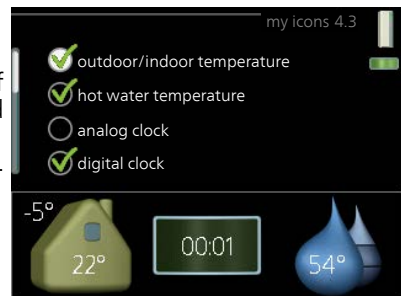 my icons 4.3
outdoor/indoor temperature
hot water temperature
analog clock
digital clock
-5°
22°
00:01
54°